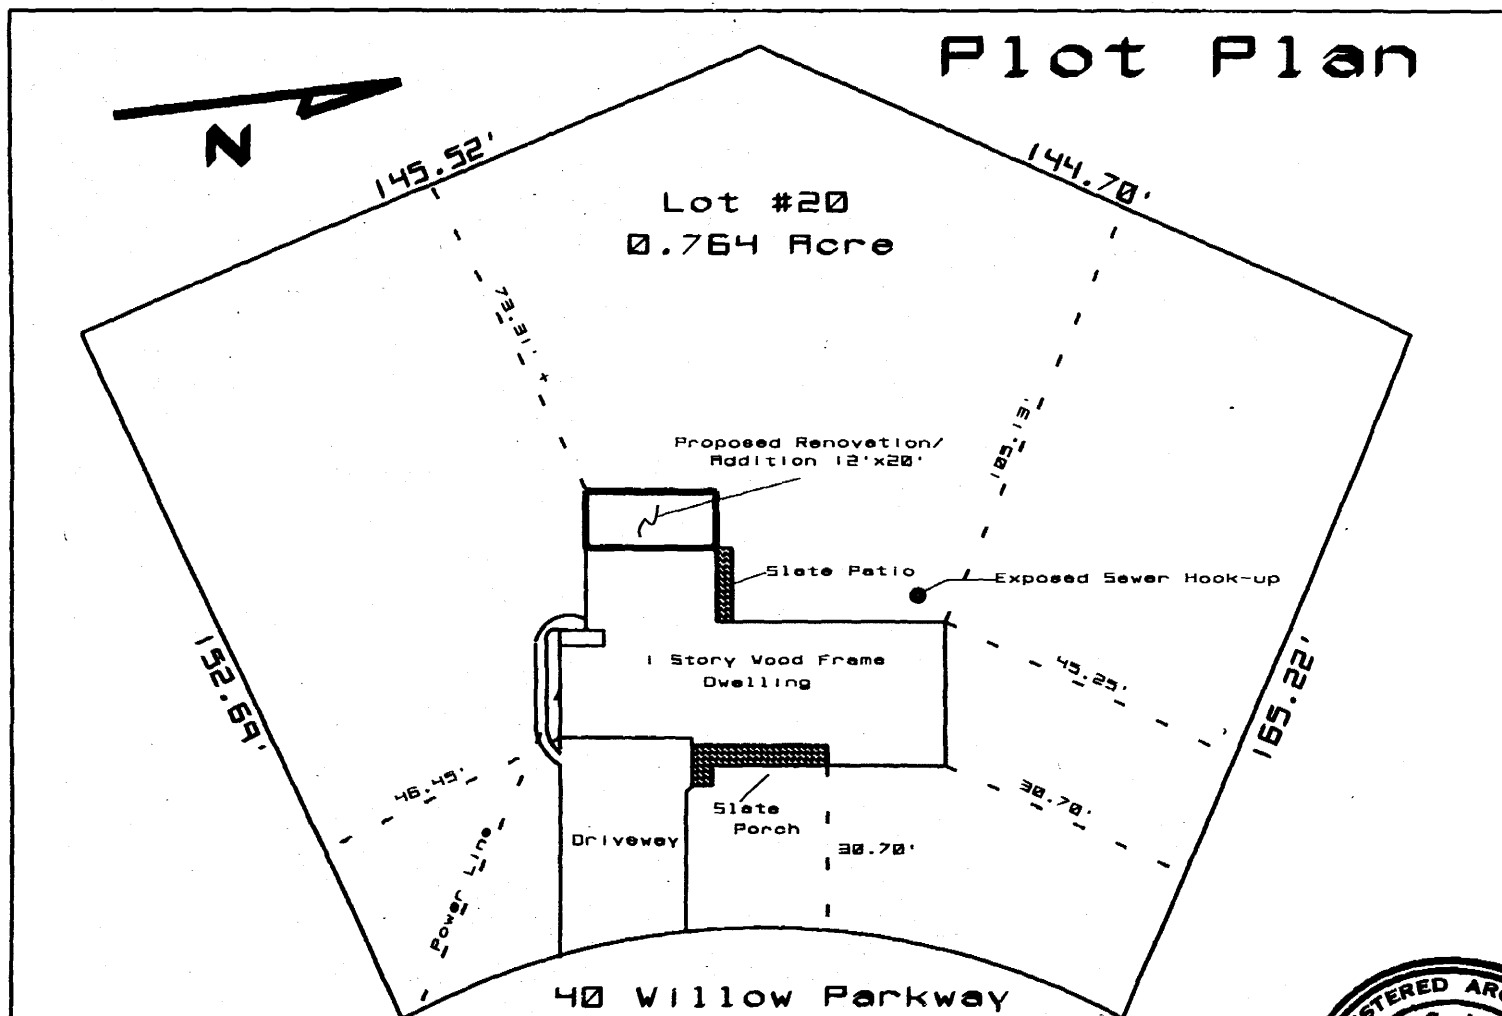 Plot Plan
N
145.52'
144.70'
Lot #20
0.764 Acre
73.31' ±
105.13'
Proposed Renovation/
Addition 12'x20'
Slate Patio
Exposed Sewer Hook-up
1 Story Wood Frame
Dwelling
45.25'
152.69'
165.22'
46.45'
30.70'
Slate
Porch
Driveway
30.70'
Power Line
40 Willow Parkway